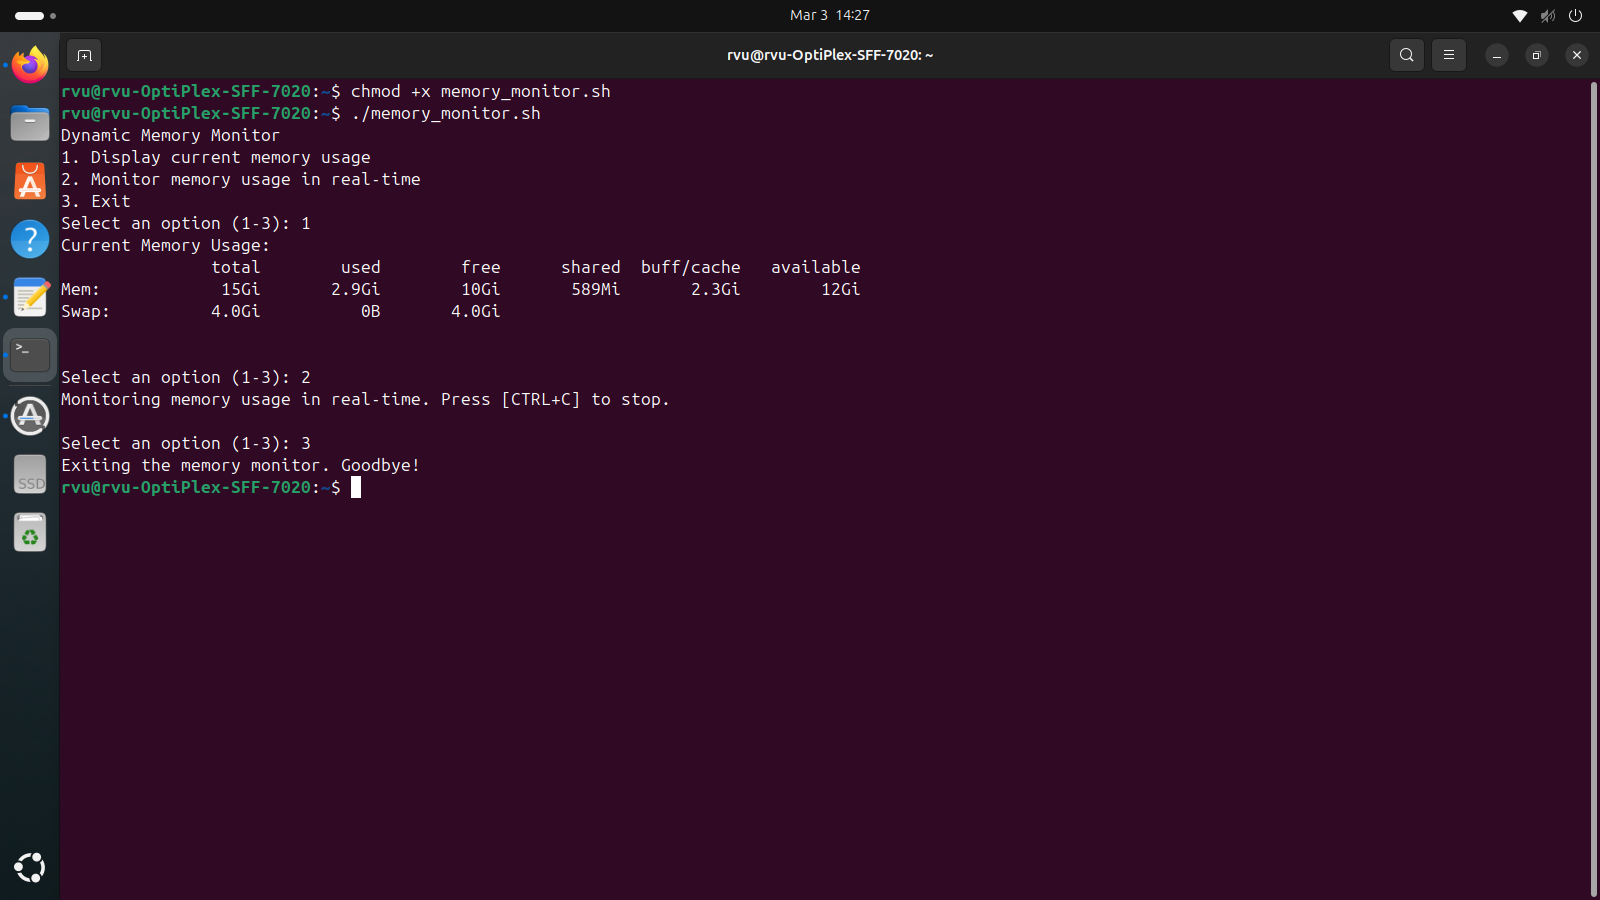 Mar 3 14:27
rvu@rvu-OptiPlex-SFF-7020: ~
rvu@rvu-OptiPlex-SFF-7020:~$ chmod +x memory_monitor.sh
rvu@rvu-OptiPlex-SFF-7020:~$ ./memory_monitor.sh
Dynamic Memory Monitor
1. Display current memory usage
2. Monitor memory usage in real-time
3. Exit
Select an option (1-3): 1
Current Memory Usage:
total used free shared buff/cache available
Mem: 15Gi 2.9Gi 10Gi 589Mi 2.3Gi 12Gi
Swap: 4.0Gi 0B 4.0Gi
Select an option (1-3): 2
Monitoring memory usage in real-time. Press [CTRL+C] to stop.
Select an option (1-3): 3
Exiting the memory monitor. Goodbye!
rvu@rvu-OptiPlex-SFF-7020:~$
SSD